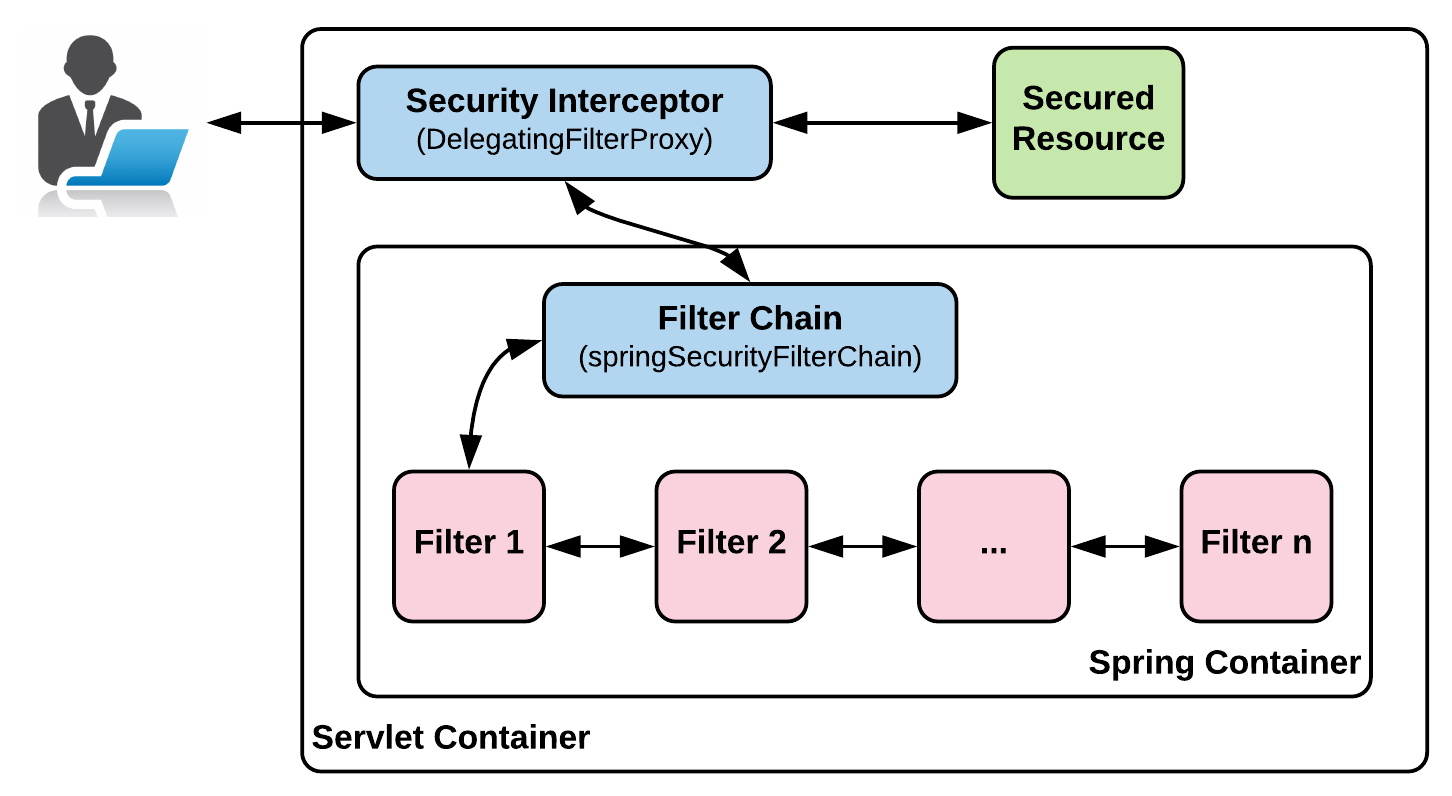 Security Interceptor
(DelegatingFilterProxy)
Secured
Resource
Filter Chain
(springSecurityFilterChain)
Filter 1
Filter 2
...
Filter n
Spring Container
Servlet Container